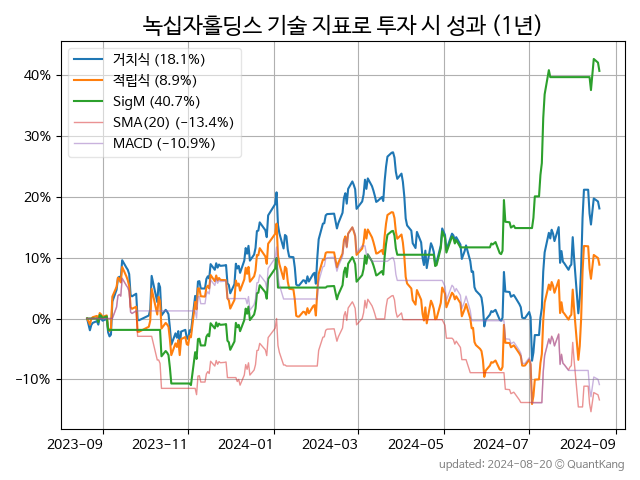 녹십자홀딩스 기술 지표로 투자 시 성과 (1년)
거치식 (18.1%)
적립식 (8.9%)
SigM (40.7%)
SMA(20) (−13.4%)
MACD (−10.9%)
40%
30%
20%
10%
0%
−10%
2023-09 2023-11 2024-01 2024-03 2024-05 2024-07 2024-09
updated: 2024-08-20 © QuantKang